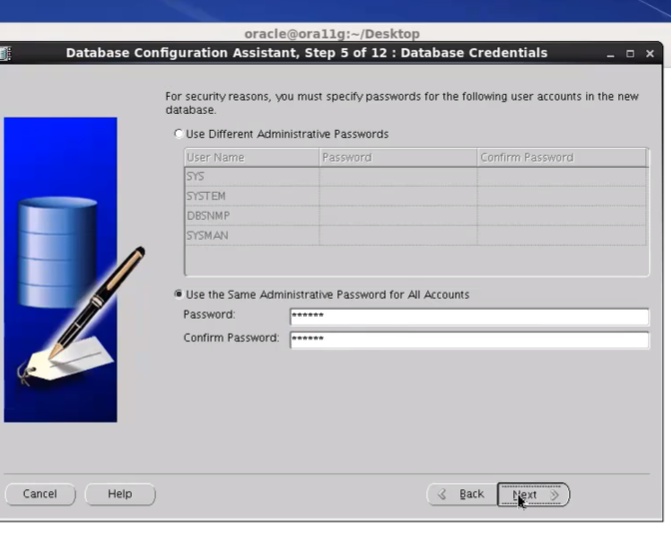 oracle@ora11g:~/Desktop
Database Configuration Assistant, Step 5 of 12 : Database Credentials
For security reasons, you must specify passwords for the following user accounts in the new
database.
Use Different Administrative Passwords
User Name Password Confirm Password
SYS
SYSTEM
DBSNMP
SYSMAN
Use the Same Administrative Password for All Accounts
Password: ******
Confirm Password: ******
Cancel Help Back Next